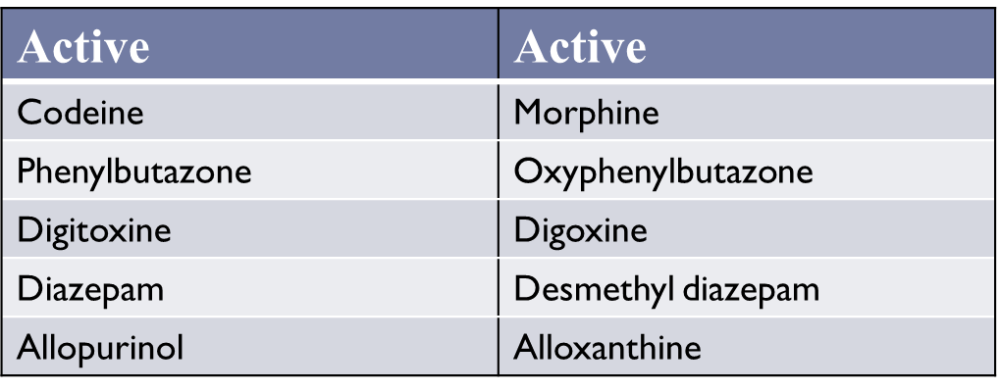 Active Active
Codeine Morphine
Phenylbutazone Oxyphenylbutazone
Digitoxine Digoxine
Diazepam Desmethyl diazepam
Allopurinol Alloxanthine